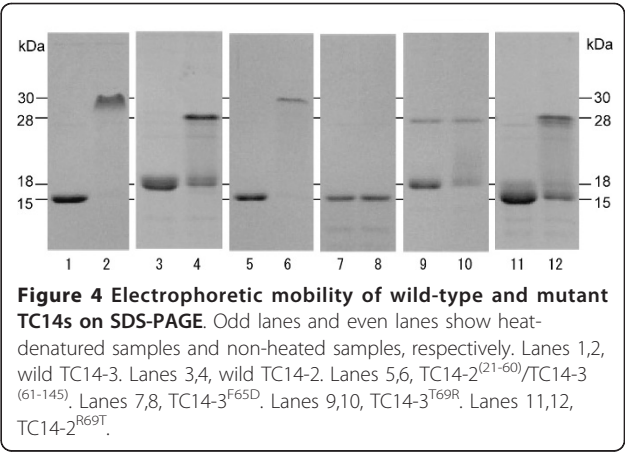 kDa kDa
30 30
28 28
18 18
15 15
1 2 3 4 5 6 7 8 9 10 11 12
Figure 4 Electrophoretic mobility of wild-type and mutant
TC14s on SDS-PAGE. Odd lanes and even lanes show heat-
denatured samples and non-heated samples, respectively. Lanes 1,2,
wild TC14-3. Lanes 3,4, wild TC14-2. Lanes 5,6, TC14-2(21-60)/TC14-3
(61-145). Lanes 7,8, TC14-3F65D. Lanes 9,10, TC14-3T69R. Lanes 11,12,
TC14-2R69T.